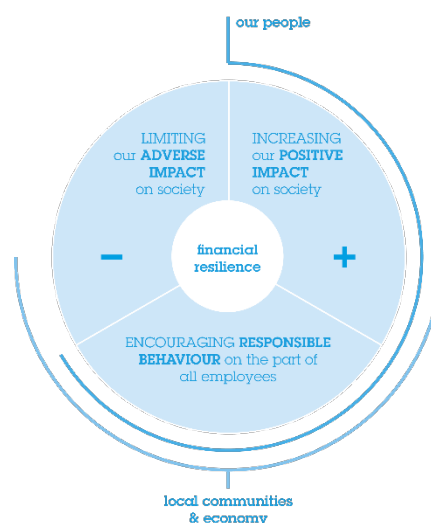 our people
LIMITING
our ADVERSE
IMPACT
on society
INCREASING
our POSITIVE
IMPACT
on society
–
+
financial
resilience
ENCOURAGING RESPONSIBLE
BEHAVIOUR on the part of
all employees
local communities
& economy